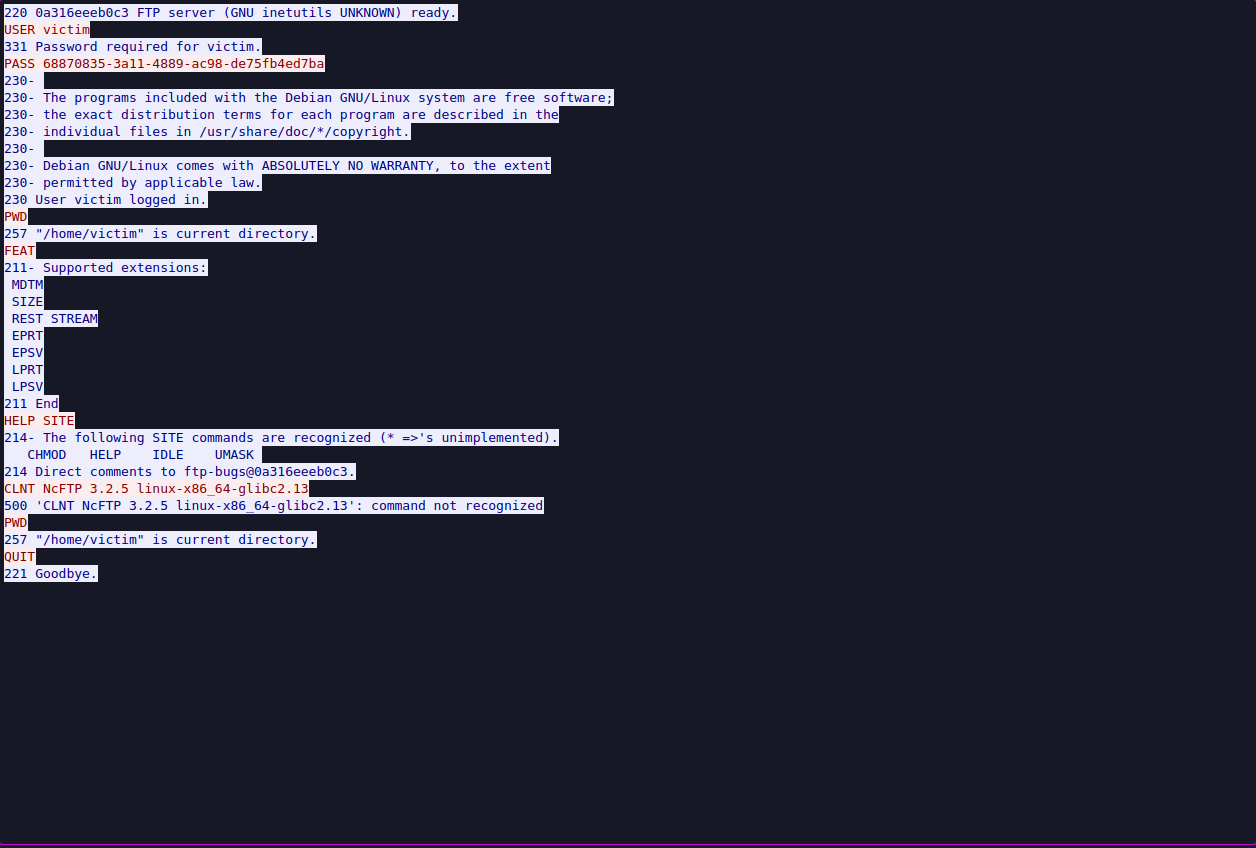 220 0a316eeeb0c3 FTP server (GNU inetutils UNKNOWN) ready.
USER victim
331 Password required for victim.
PASS 68870835-3a11-4889-ac98-de75fb4ed7ba
230-
230- The programs included with the Debian GNU/Linux system are free software;
230- the exact distribution terms for each program are described in the
230- individual files in /usr/share/doc/*/copyright.
230-
230- Debian GNU/Linux comes with ABSOLUTELY NO WARRANTY, to the extent
230- permitted by applicable law.
230 User victim logged in.
PWD
257 "/home/victim" is current directory.
FEAT
211- Supported extensions:
 MDTM
 SIZE
 REST STREAM
 EPRT
 EPSV
 LPRT
 LPSV
211 End
HELP SITE
214- The following SITE commands are recognized (* =>'s unimplemented).
   CHMOD   HELP    IDLE    UMASK
214 Direct comments to ftp-bugs@0a316eeeb0c3.
CLNT NcFTP 3.2.5 linux-x86_64-glibc2.13
500 'CLNT NcFTP 3.2.5 linux-x86_64-glibc2.13': command not recognized
PWD
257 "/home/victim" is current directory.
QUIT
221 Goodbye.